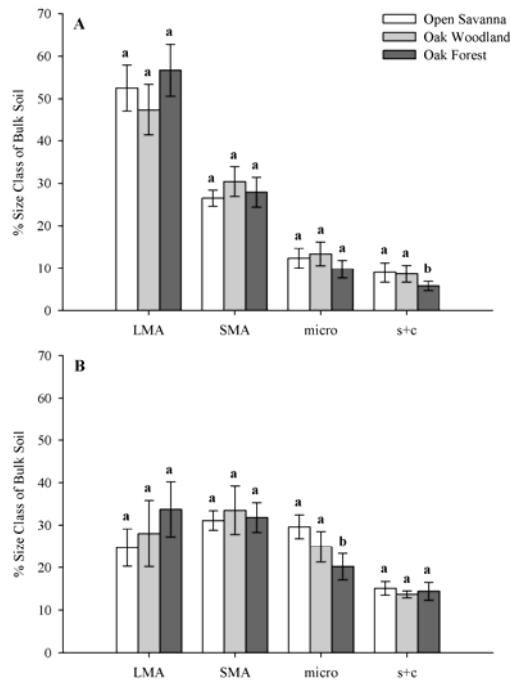 A
Open Savanna
Oak Woodland
Oak Forest
% Size Class of Bulk Soil
70
60
50
40
30
20
10
0
a a a
a a a
a a a
a a b
LMA SMA micro s+c
B
% Size Class of Bulk Soil
70
60
50
40
30
20
10
0
a a a
a a a
a a b
a a a
LMA SMA micro s+c